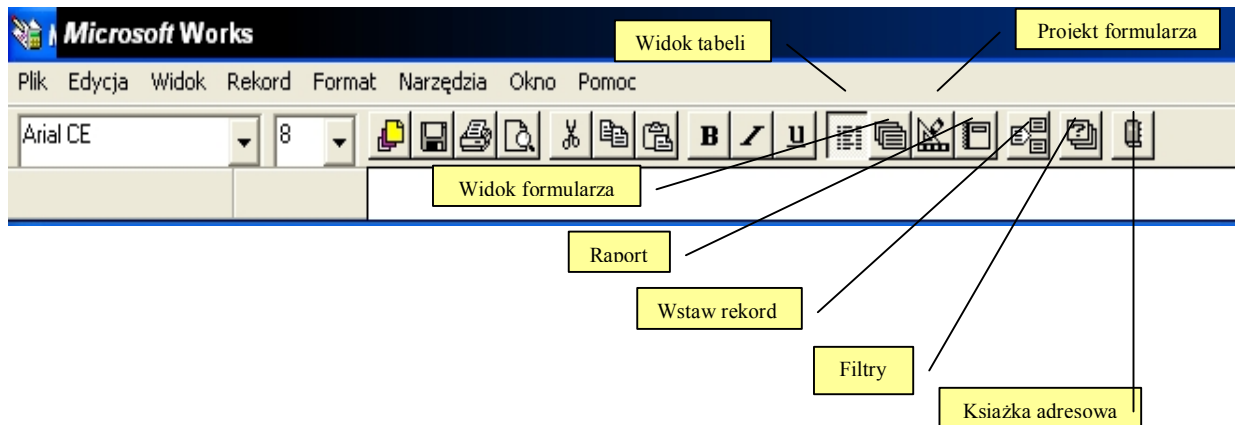 Microsoft Works
Widok tabeli
Projekt formularza
Plik Edycja Widok Rekord Format Narzędzia Okno Pomoc
Arial CE 8 B I U
Widok formularza
Raport
Wstaw rekord
Filtry
Książka adresowa